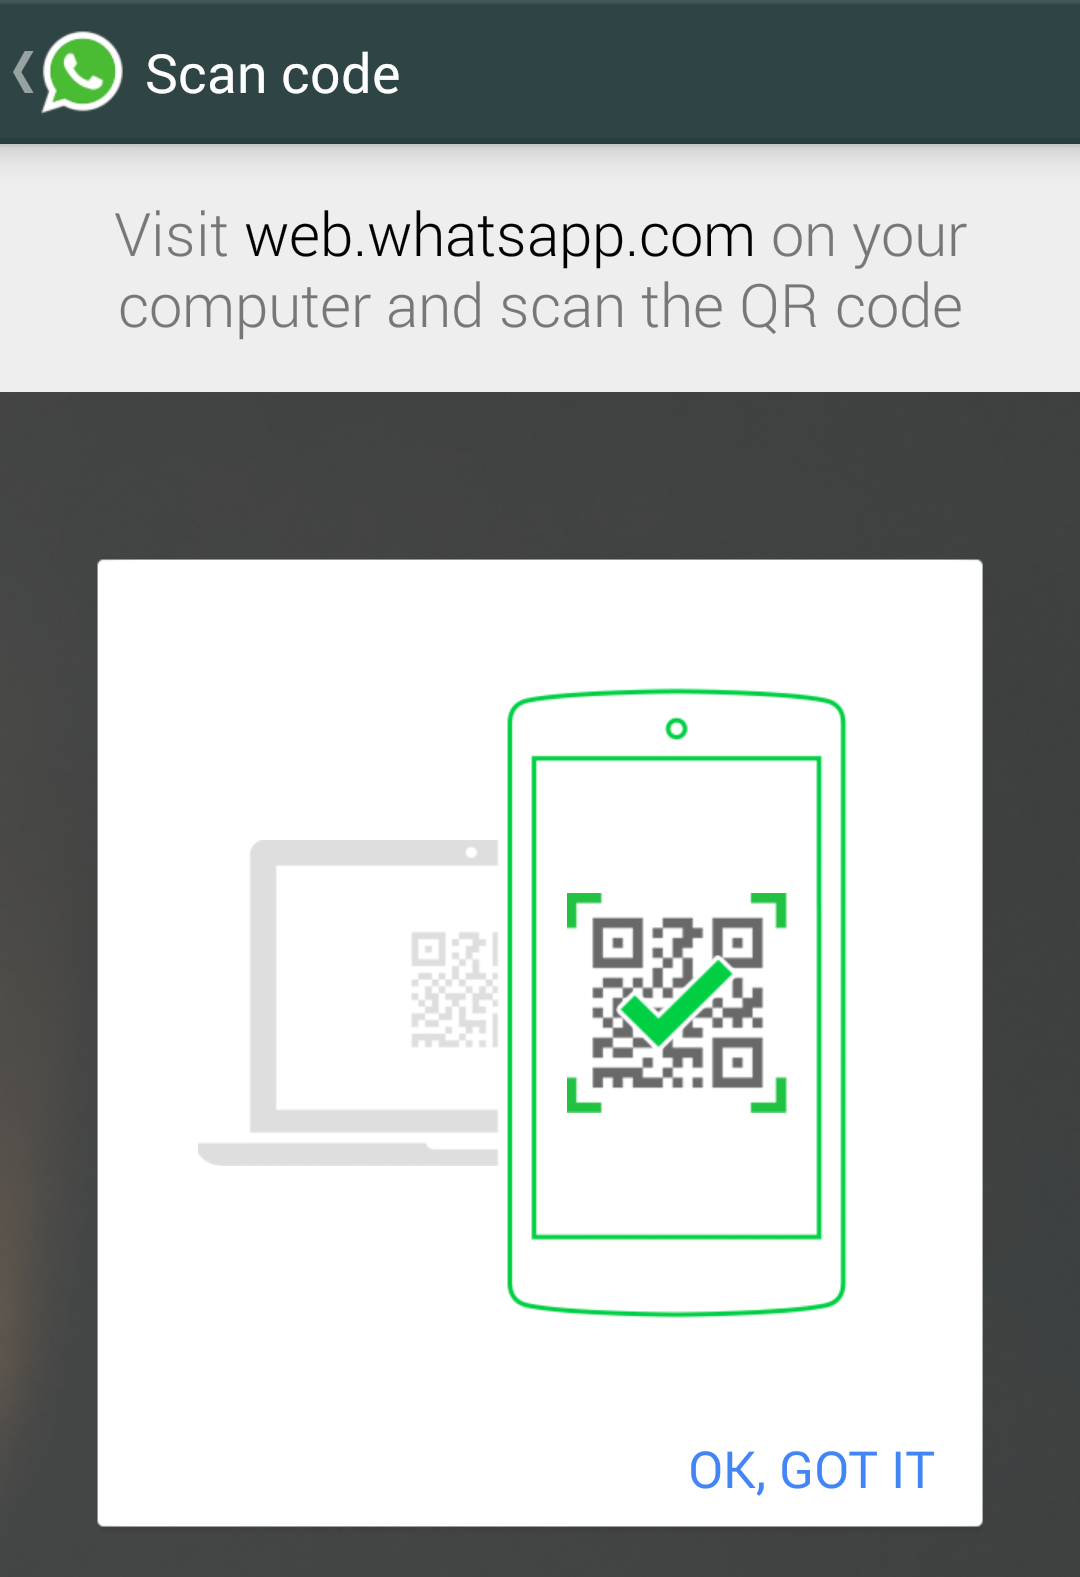 Scan code
Visit web.whatsapp.com on your
computer and scan the QR code
OK, GOT IT